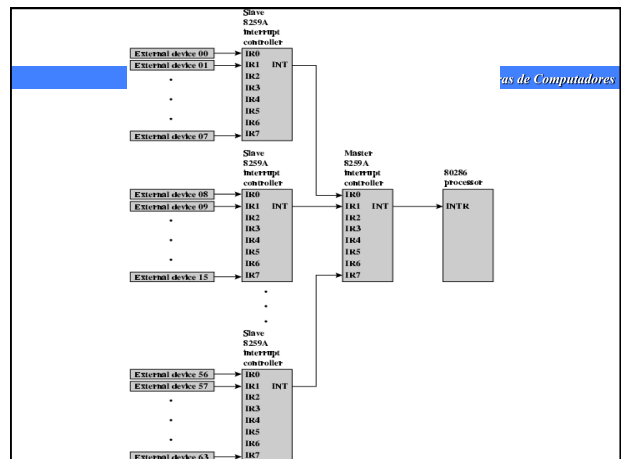 Slave
8259A
interrupt
controller
External device 00
External device 01
External device 07
IR0
IR1 INT
IR2
IR3
IR4
IR5
IR6
IR7
de Computadores
Slave
8259A
interrupt
controller
External device 08
External device 09
External device 15
IR0
IR1 INT
IR2
IR3
IR4
IR5
IR6
IR7
Master
8259A
interrupt
controller
IR0
IR1 INT
IR2
IR3
IR4
IR5
IR6
IR7
80286
processor
INTR
Slave
8259A
interrupt
controller
External device 56
External device 57
External device 63
IR0
IR1 INT
IR2
IR3
IR4
IR5
IR6
IR7